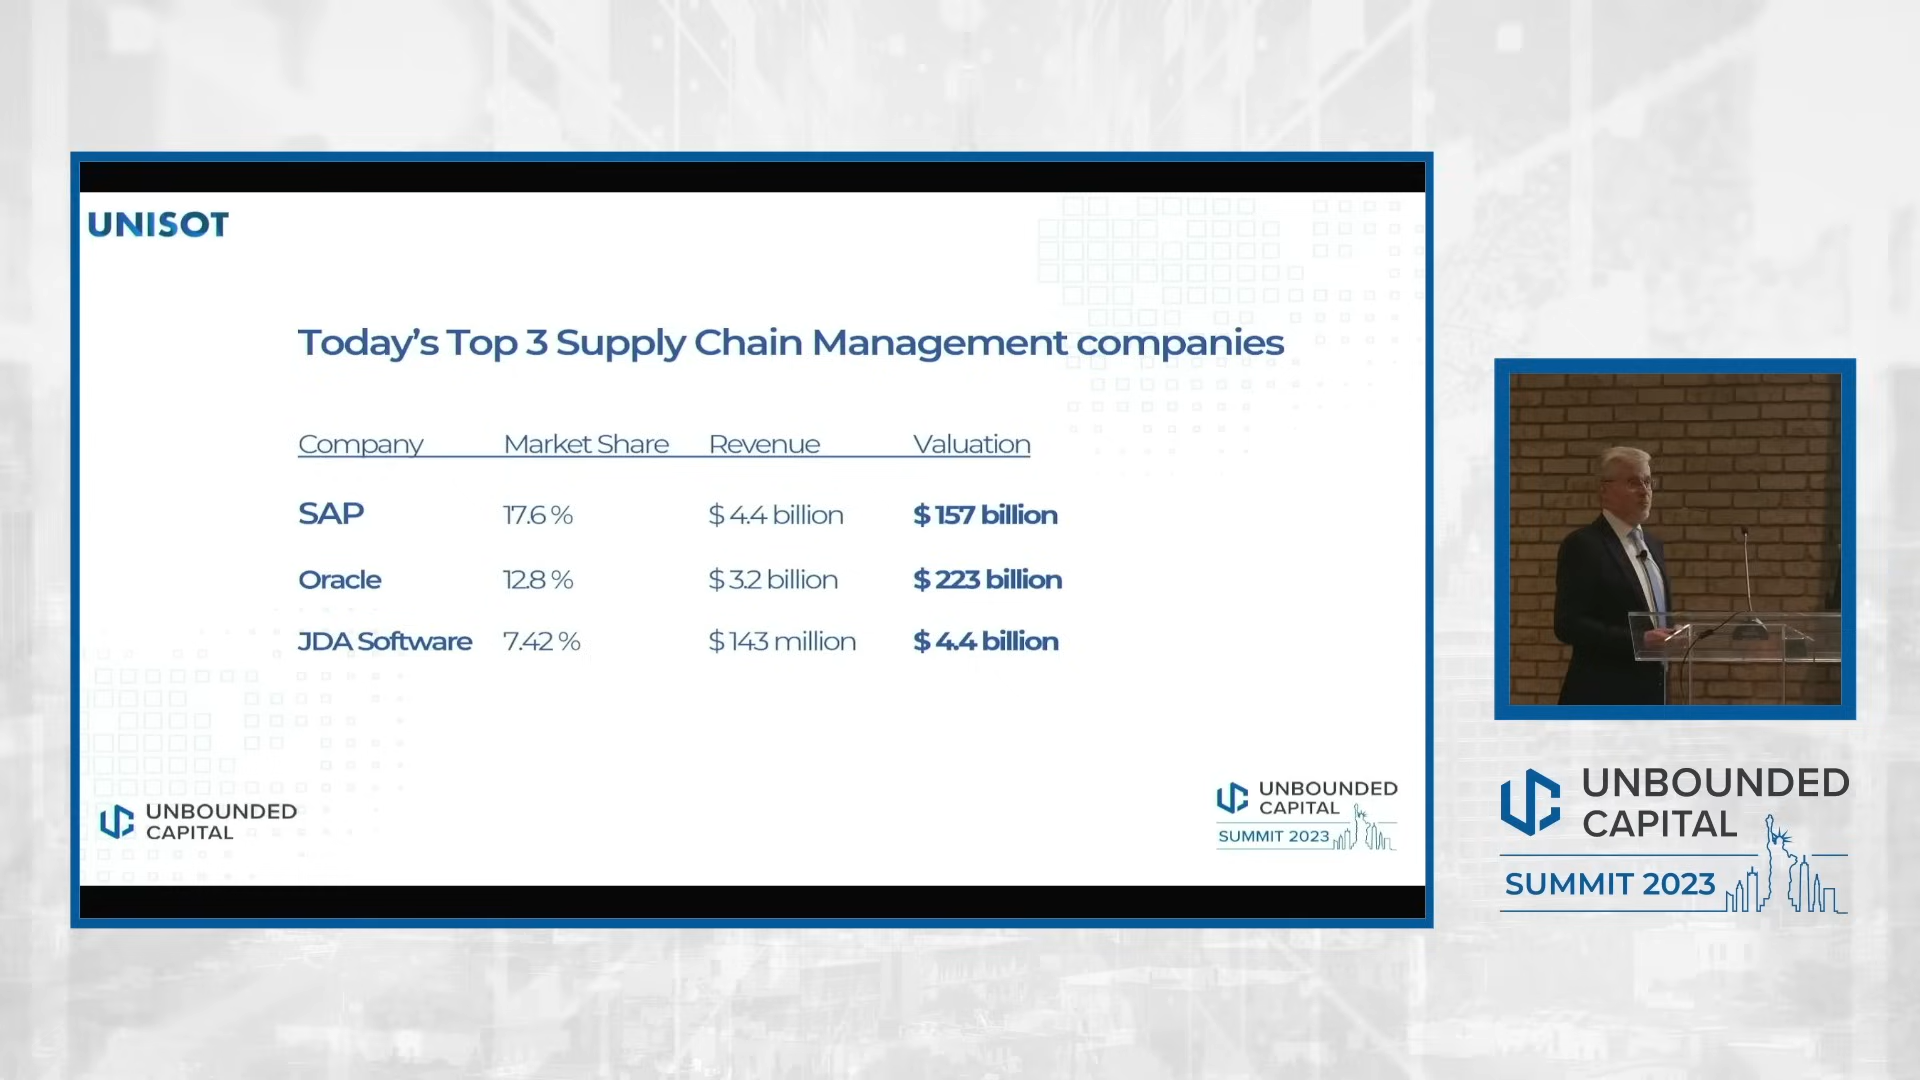 UNISOT
Today's Top 3 Supply Chain Management companies
Company Market Share Revenue Valuation
SAP 17.6 % $ 4.4 billion $ 157 billion
Oracle 12.8 % $ 3.2 billion $ 223 billion
JDA Software 7.42 % $ 143 million $ 4.4 billion
UNBOUNDED
CAPITAL
UNBOUNDED
CAPITAL
SUMMIT 2023
UNBOUNDED
CAPITAL
SUMMIT 2023